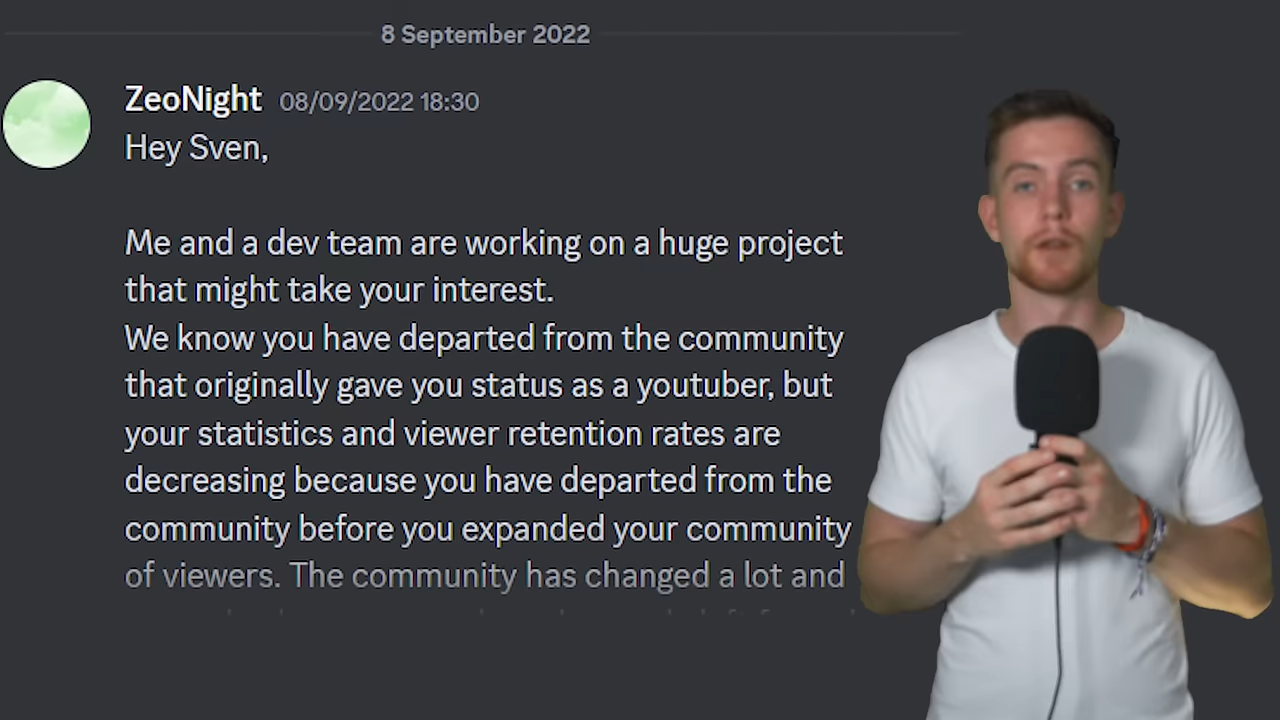 8 September 2022
ZeoNight 08/09/2022 18:30
Hey Sven,
Me and a dev team are working on a huge project
that might take your interest.
We know you have departed from the community
that originally gave you status as a youtuber, but
your statistics and viewer retention rates are
decreasing because you have departed from the
community before you expanded your community
of viewers. The community has changed a lot and